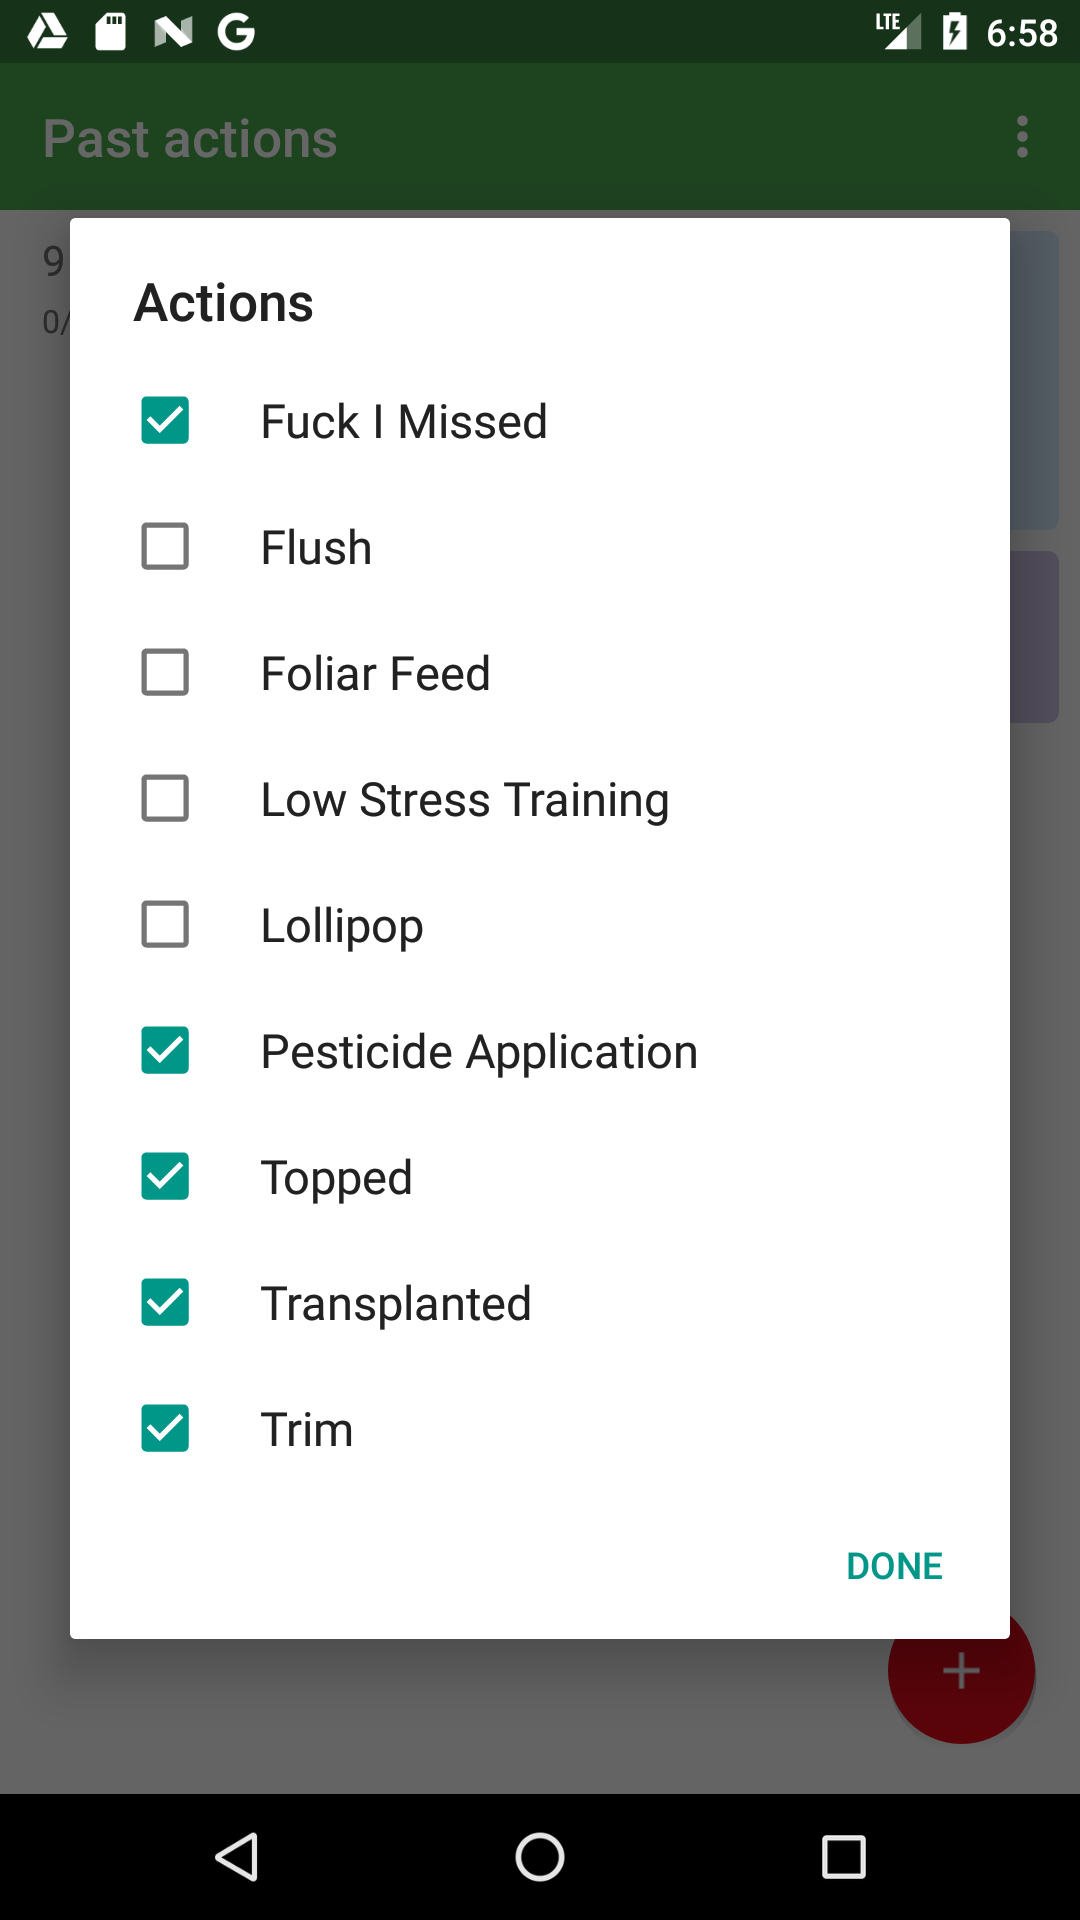 LTE 6:58
Past actions
9
0/
Actions
Fuck I Missed
Flush
Foliar Feed
Low Stress Training
Lollipop
Pesticide Application
Topped
Transplanted
Trim
DONE